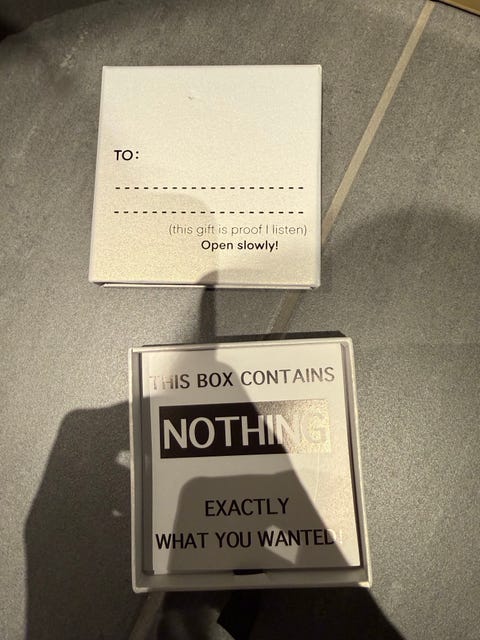 TO:
(this gift is proof I listen)
Open slowly!
THIS BOX CONTAINS
NOTHING
EXACTLY
WHAT YOU WANTED!